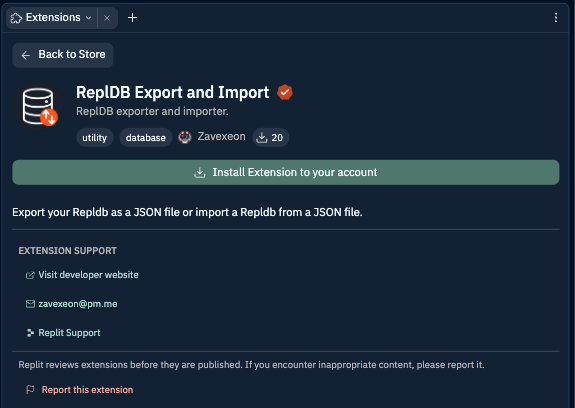 Extensions
Back to Store
ReplDB Export and Import
ReplDB exporter and importer.
utility database Zavexeon 20
Install Extension to your account
Export your Repldb as a JSON file or import a Repldb from a JSON file.
EXTENSION SUPPORT
Visit developer website
zavexeon@pm.me
Replit Support
Replit reviews extensions before they are published. If you encounter inappropriate content, please report it.
Report this extension